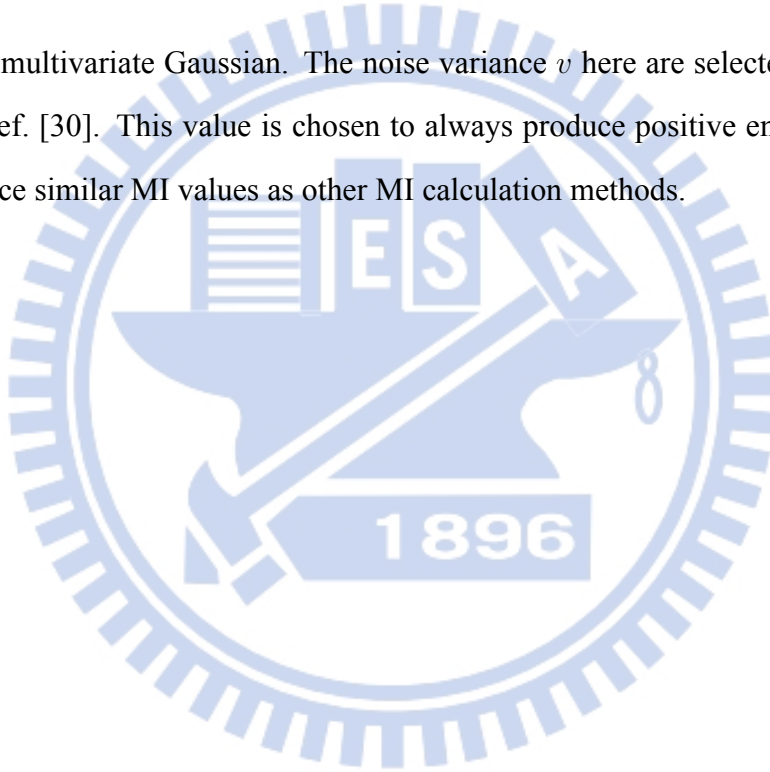 multivariate Gaussian. The noise variance v here are selecte
ef. [30]. This value is chosen to always produce positive en
ce similar MI values as other MI calculation methods.
E S A
1896